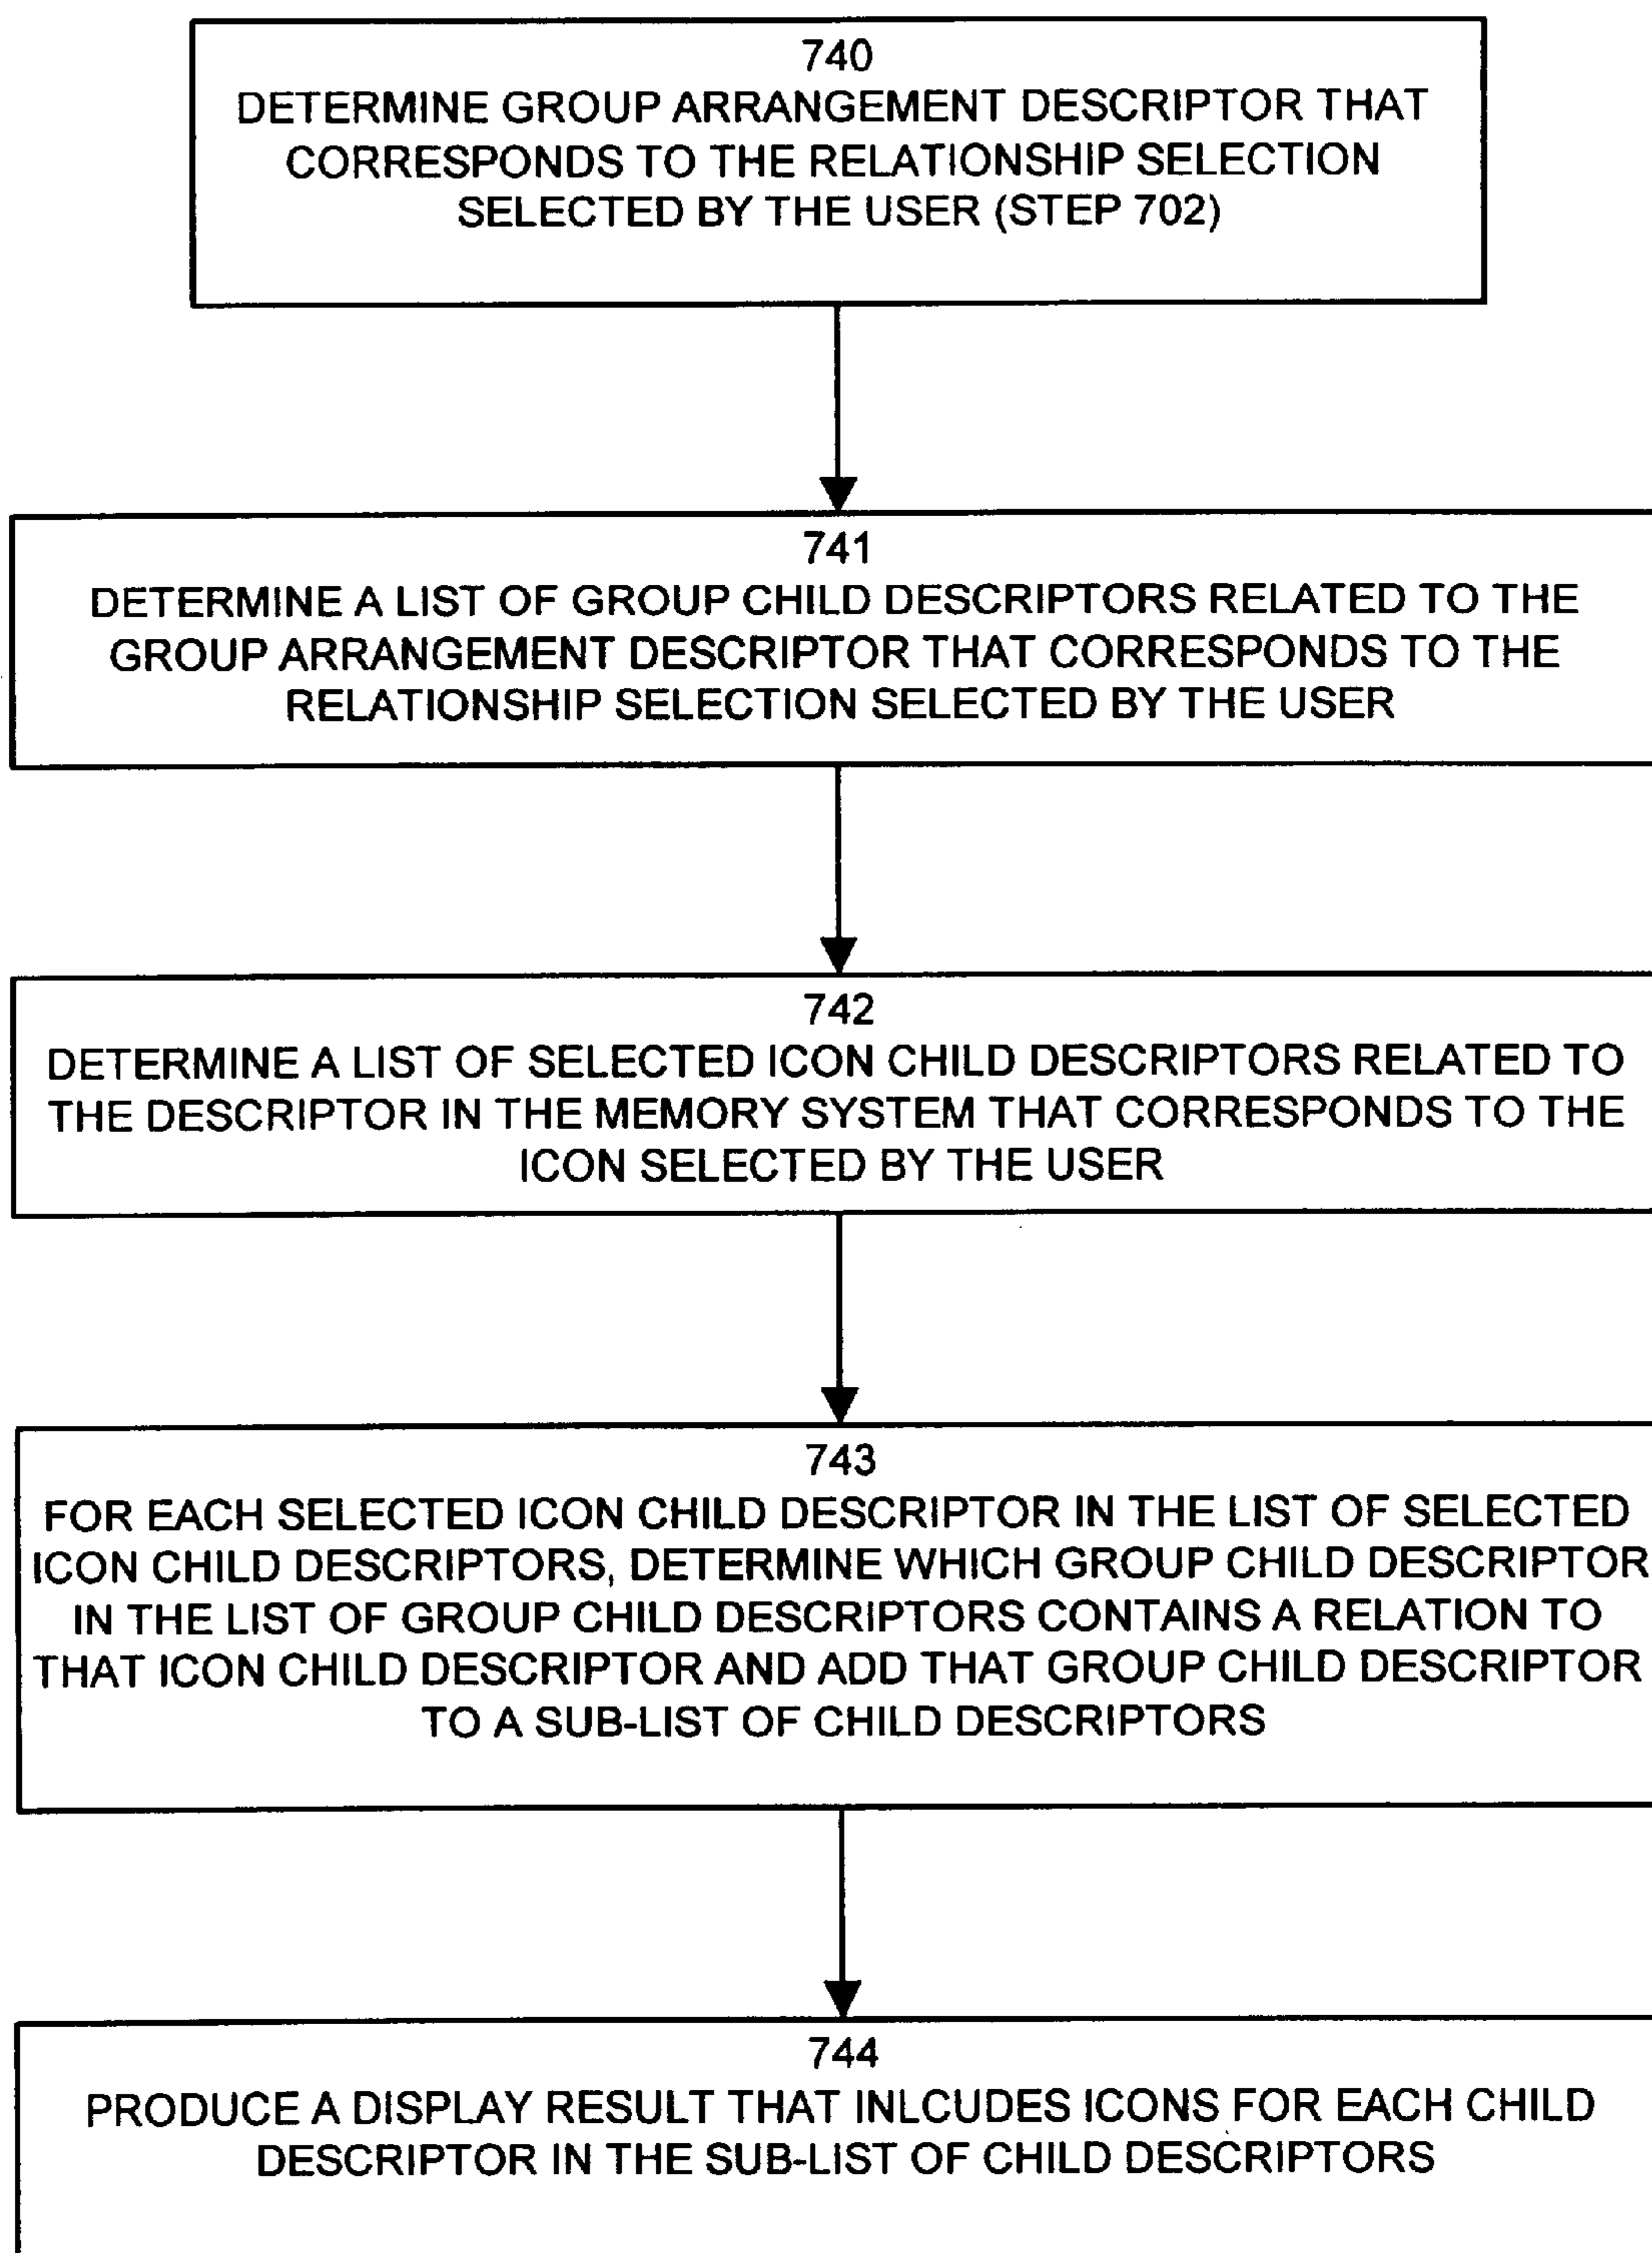 740
DETERMINE GROUP ARRANGEMENT DESCRIPTOR THAT
CORRESPONDS TO THE RELATIONSHIP SELECTION
SELECTED BY THE USER (STEP 702)
741
DETERMINE A LIST OF GROUP CHILD DESCRIPTORS RELATED TO THE
GROUP ARRANGEMENT DESCRIPTOR THAT CORRESPONDS TO THE
RELATIONSHIP SELECTION SELECTED BY THE USER
742
DETERMINE A LIST OF SELECTED ICON CHILD DESCRIPTORS RELATED TO
THE DESCRIPTOR IN THE MEMORY SYSTEM THAT CORRESPONDS TO THE
ICON SELECTED BY THE USER
743
FOR EACH SELECTED ICON CHILD DESCRIPTOR IN THE LIST OF SELECTED
ICON CHILD DESCRIPTORS, DETERMINE WHICH GROUP CHILD DESCRIPTOR
IN THE LIST OF GROUP CHILD DESCRIPTORS CONTAINS A RELATION TO
THAT ICON CHILD DESCRIPTOR AND ADD THAT GROUP CHILD DESCRIPTOR
TO A SUB-LIST OF CHILD DESCRIPTORS
744
PRODUCE A DISPLAY RESULT THAT INLCUDES ICONS FOR EACH CHILD
DESCRIPTOR IN THE SUB-LIST OF CHILD DESCRIPTORS